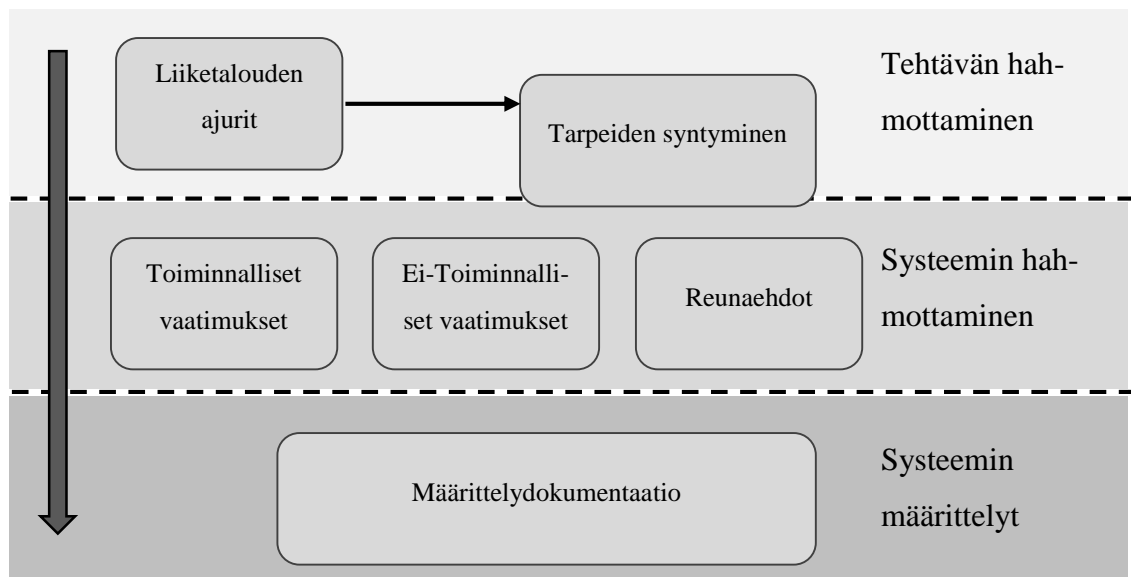 Liiketalouden
ajurit
Tarpeiden syntyminen
Tehtävän hah-
mottaminen
Toiminnalliset
vaatimukset
Ei-Toiminnalli-
set vaatimukset
Reunaehdot
Systeemin hah-
mottaminen
Määrittelydokumentaatio
Systeemin
määrittelyt